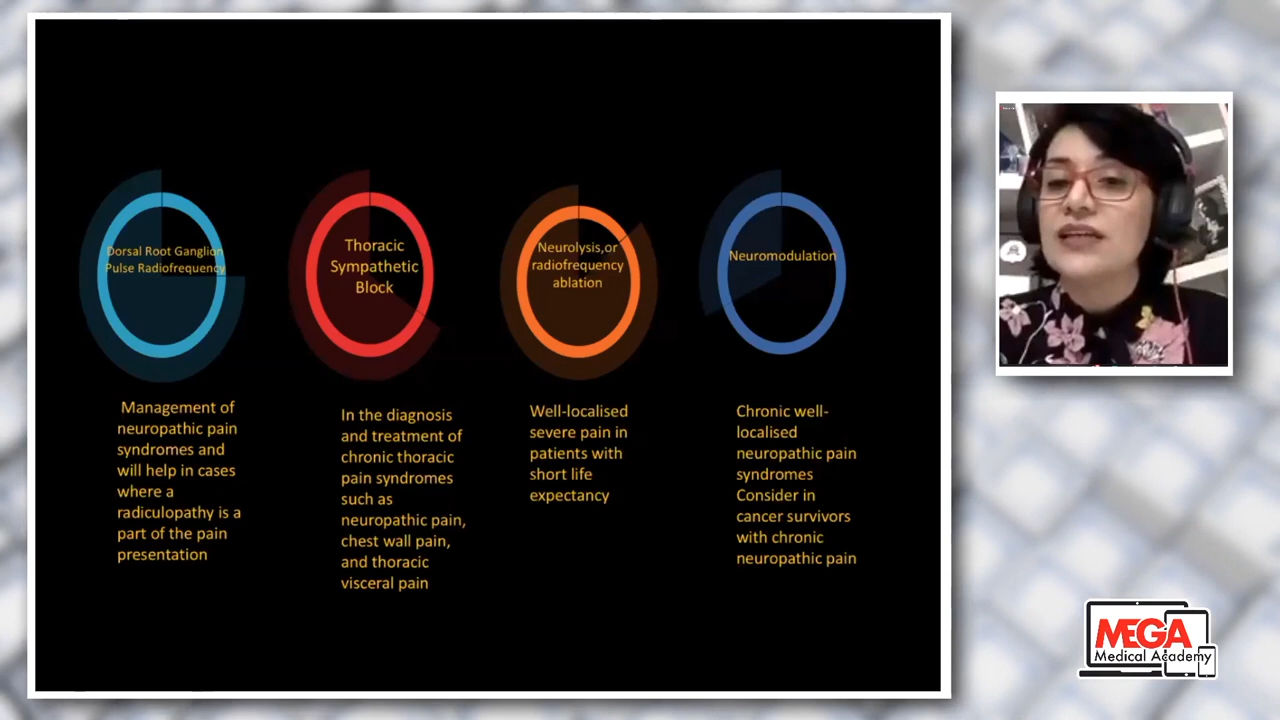 Dorsal Root Ganglion
Pulse Radiofrequency
Thoracic
Sympathetic
Block
Neurolysis,or
radiofrequency
ablation
Neuromodulation
Management of
neuropathic pain
syndromes and
will help in cases
where a
radiculopathy is a
part of the pain
presentation
In the diagnosis
and treatment of
chronic thoracic
pain syndromes
such as
neuropathic pain,
chest wall pain,
and thoracic
visceral pain
Well-localised
severe pain in
patients with
short life
expectancy
Chronic well-
localised
neuropathic pain
syndromes
Consider in
cancer survivors
with chronic
neuropathic pain
MEGA
Medical Academy